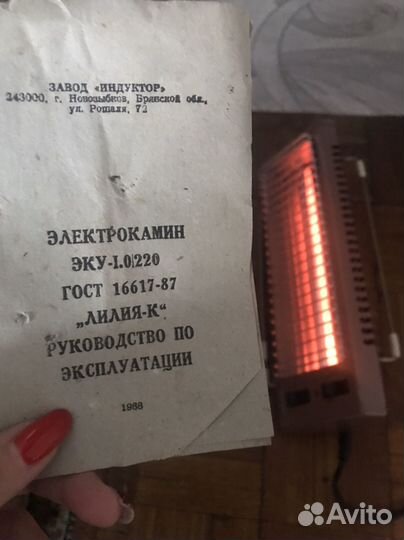 ЗАВОД «ИНДУКТОР»
243000, г. Новозыбков, Брянской обл.,
ул. Рошаля, 72
ЭЛЕКТРОКАМИН
ЭКУ-1.0/220
ГОСТ 16617-87
„ЛИЛИЯ-К“
РУКОВОДСТВО ПО
ЭКСПЛУАТАЦИИ
1988
Avito